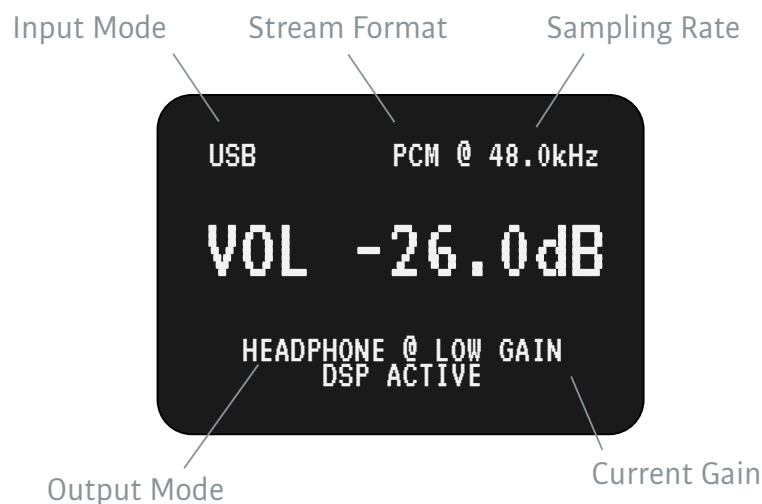 Input Mode Stream Format Sampling Rate
USB PCM @ 48.0kHz
VOL -26.0dB
HEADPHONE @ LOW GAIN
DSP ACTIVE
Current Gain
Output Mode